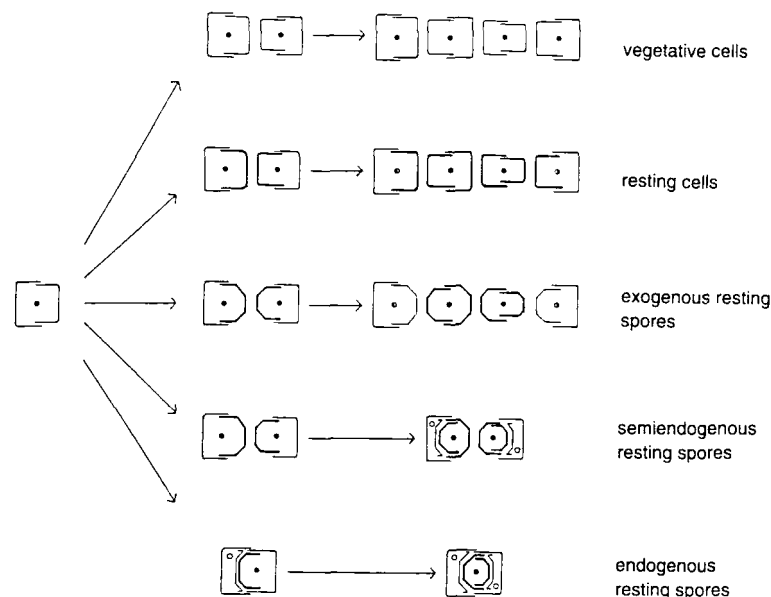 vegetative cells
resting cells
exogenous resting
spores
semiendogenous
resting spores
endogenous
resting spores